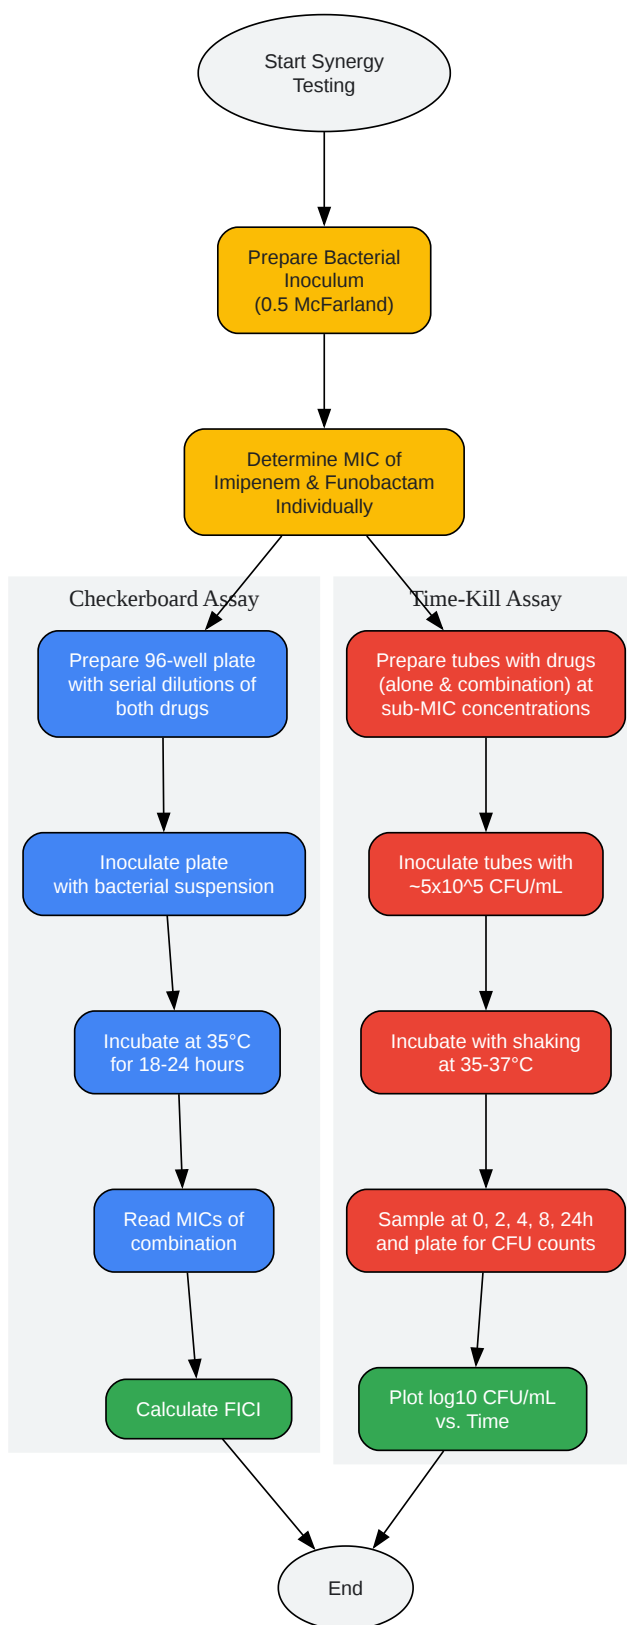 Start Synergy
Testing
Prepare Bacterial
Inoculum
(0.5 McFarland)
Determine MIC of
Imipenem & Funobactam
Individually
Checkerboard Assay
Prepare 96-well plate
with serial dilutions of
both drugs
Inoculate plate
with bacterial suspension
Incubate at 35°C
for 18-24 hours
Read MICs of
combination
Calculate FICI
Time-Kill Assay
Prepare tubes with drugs
(alone & combination) at
sub-MIC concentrations
Inoculate tubes with
~5x10^5 CFU/mL
Incubate with shaking
at 35-37°C
Sample at 0, 2, 4, 8, 24h
and plate for CFU counts
Plot log10 CFU/mL
vs. Time
End